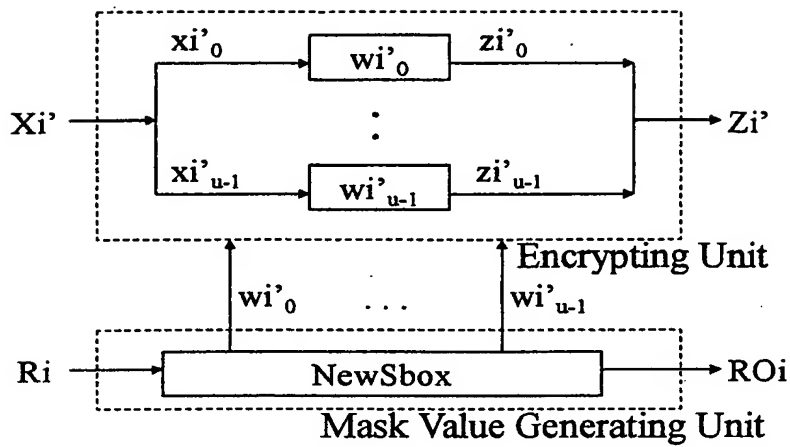 xi'₀ wi'₀ zi'₀
Xi' : Zi'
xi'ᵤ₋₁ wi'ᵤ₋₁ zi'ᵤ₋₁
Encrypting Unit
wi'₀ . . . wi'ᵤ₋₁
Ri NewSbox ROi
Mask Value Generating Unit